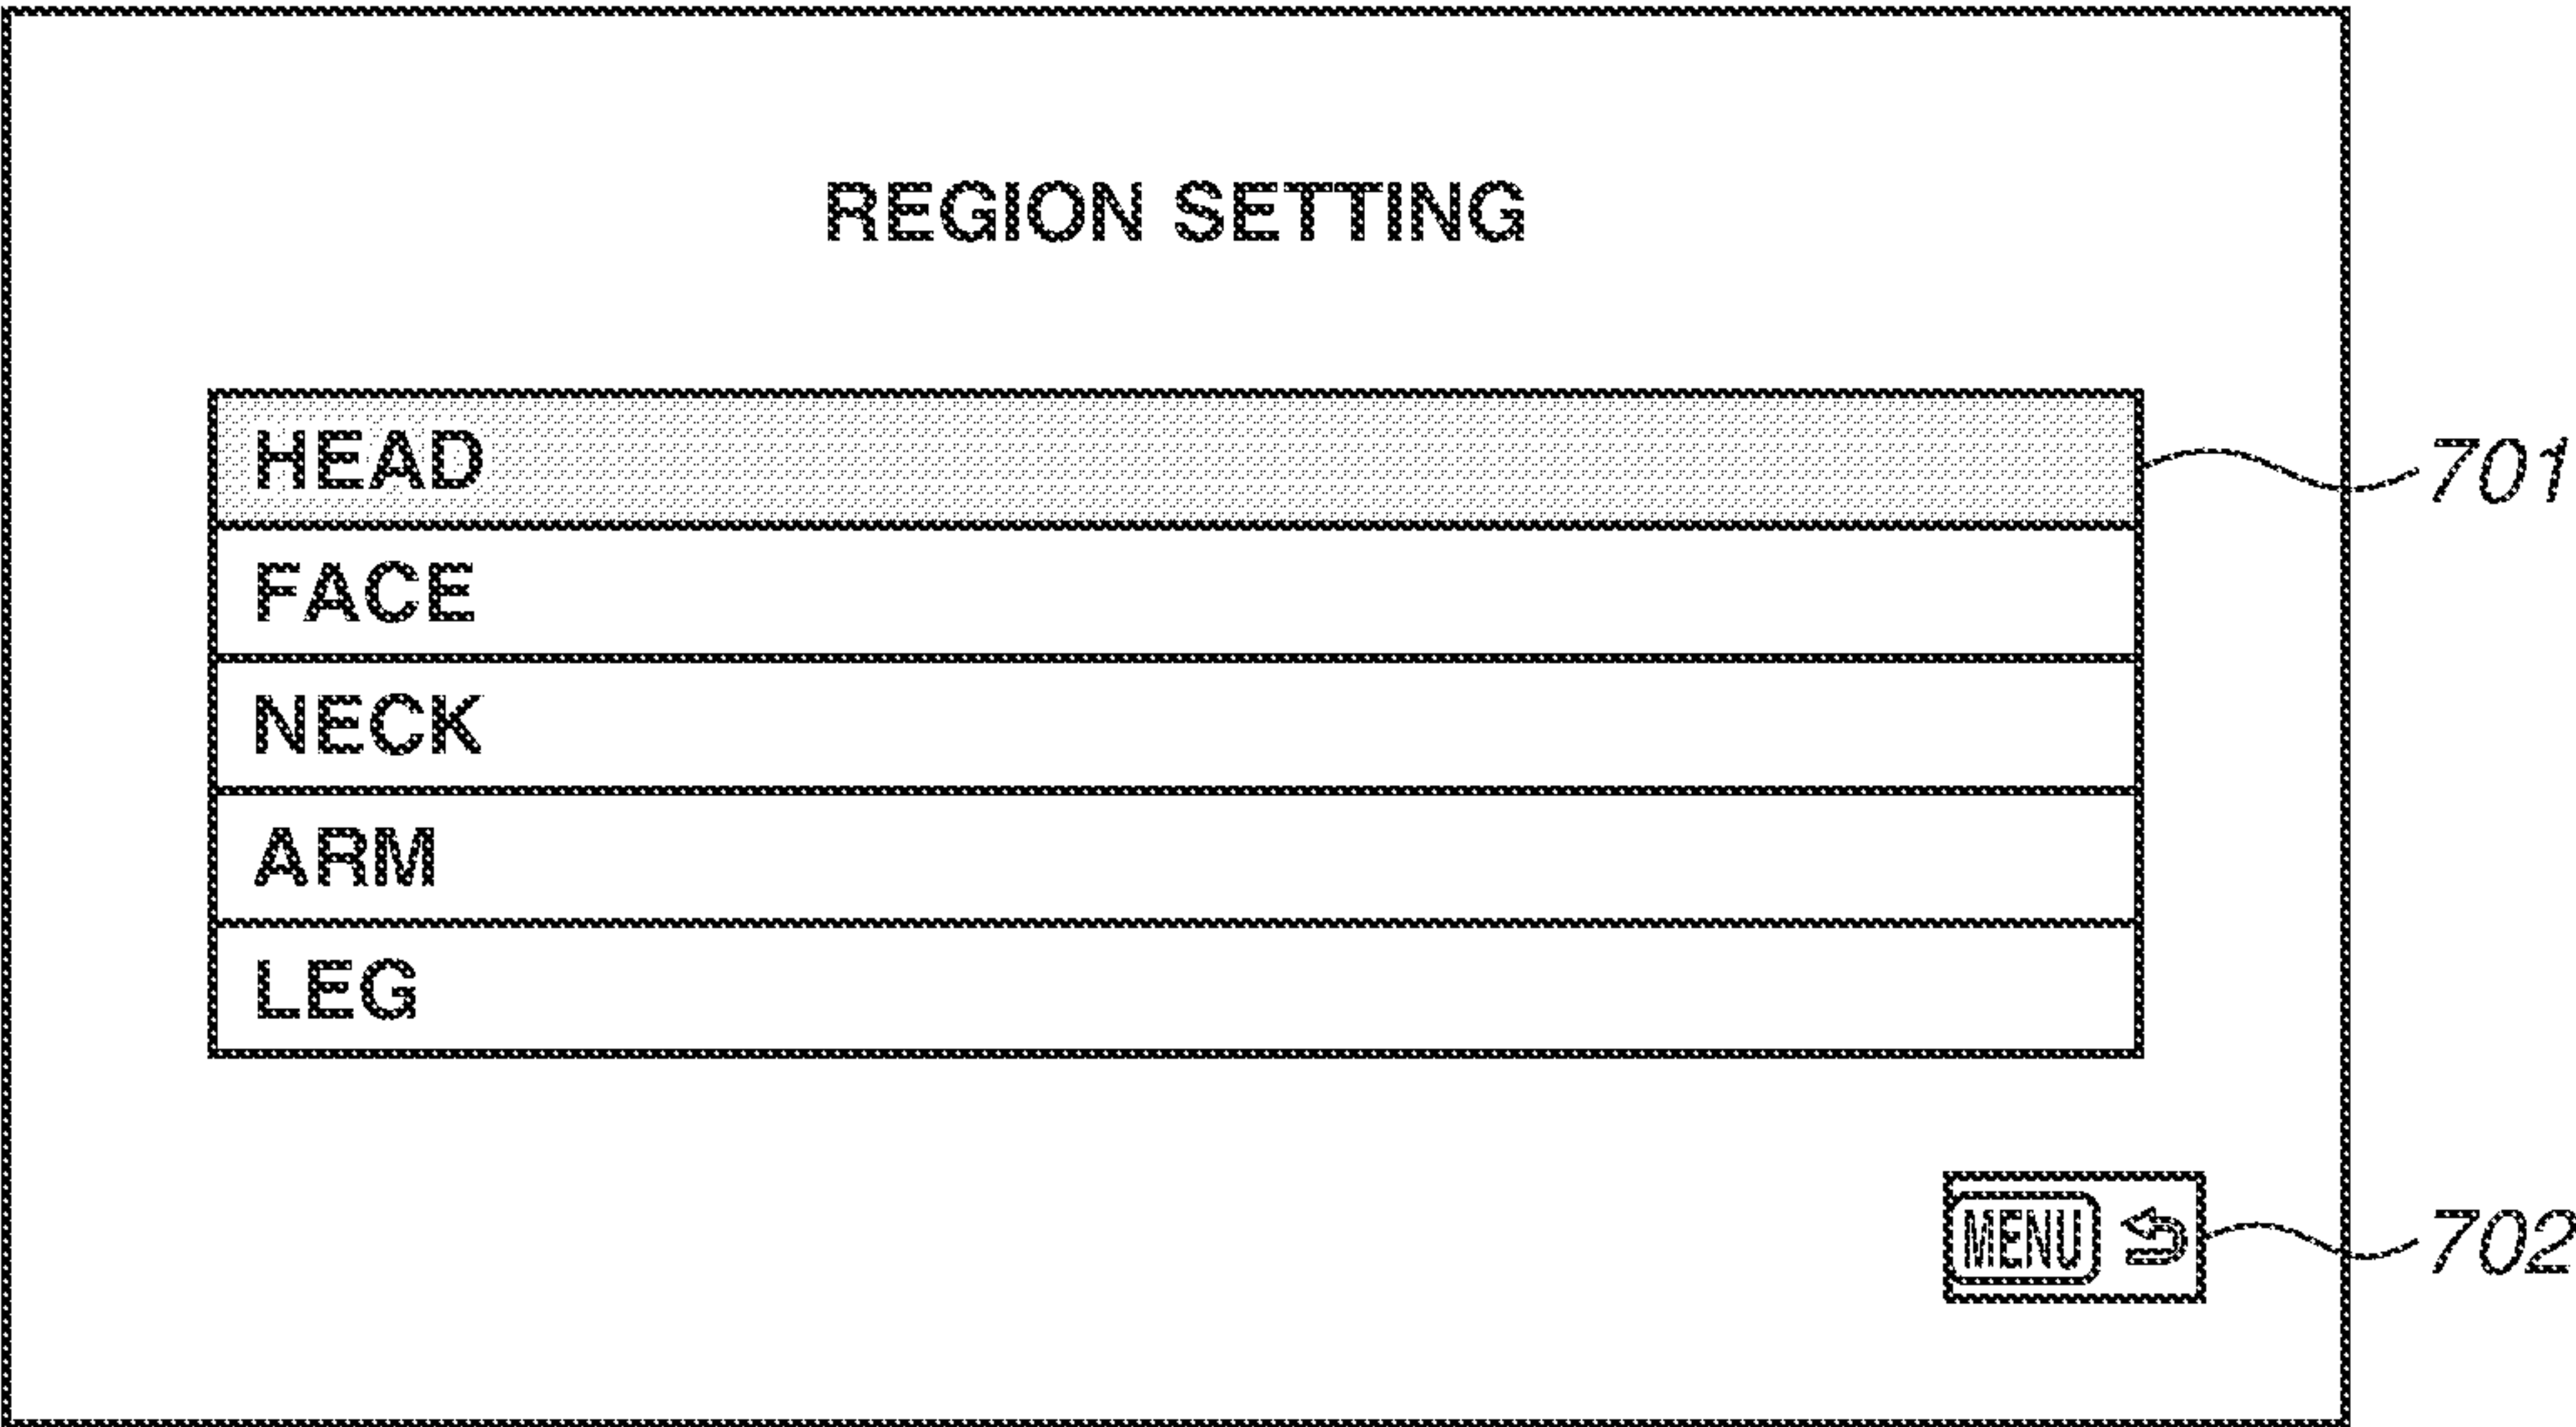 REGION SETTING
HEAD
701
FACE
NECK
ARM
LEG
MENU
702